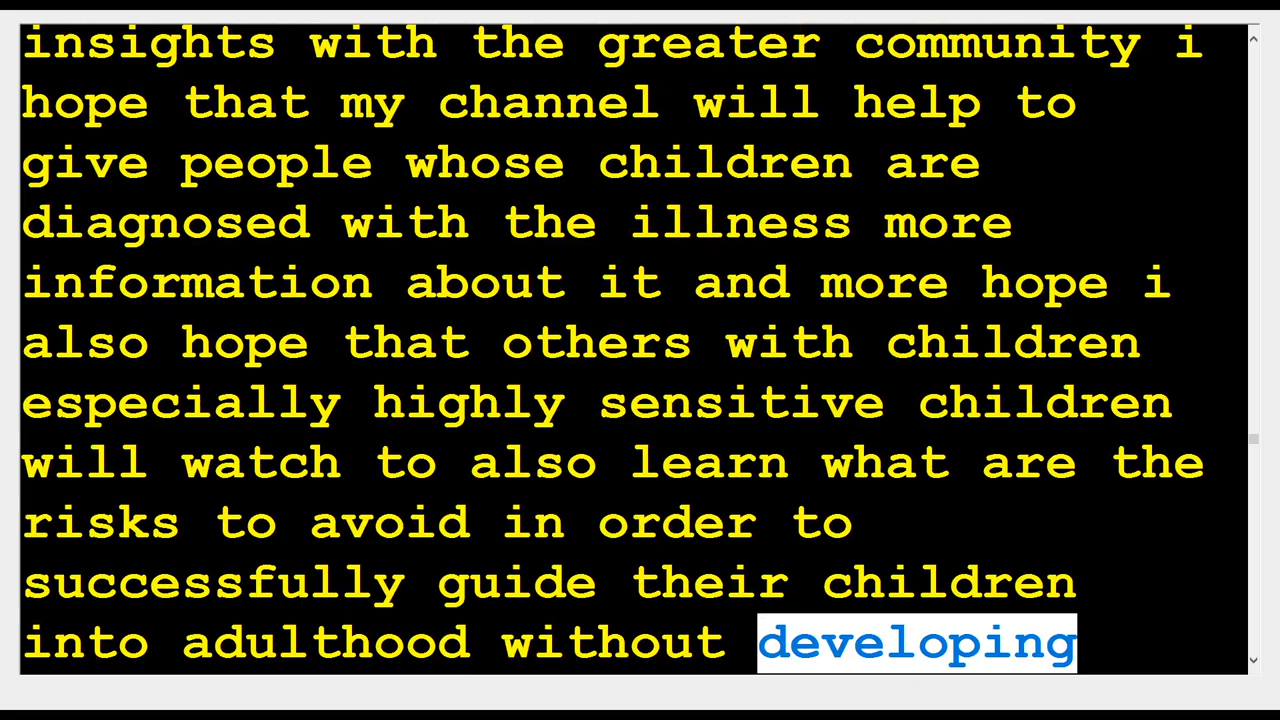 insights with the greater community i
hope that my channel will help to
give people whose children are
diagnosed with the illness more
information about it and more hope i
also hope that others with children
especially highly sensitive children
will watch to also learn what are the
risks to avoid in order to
successfully guide their children
into adulthood without developing